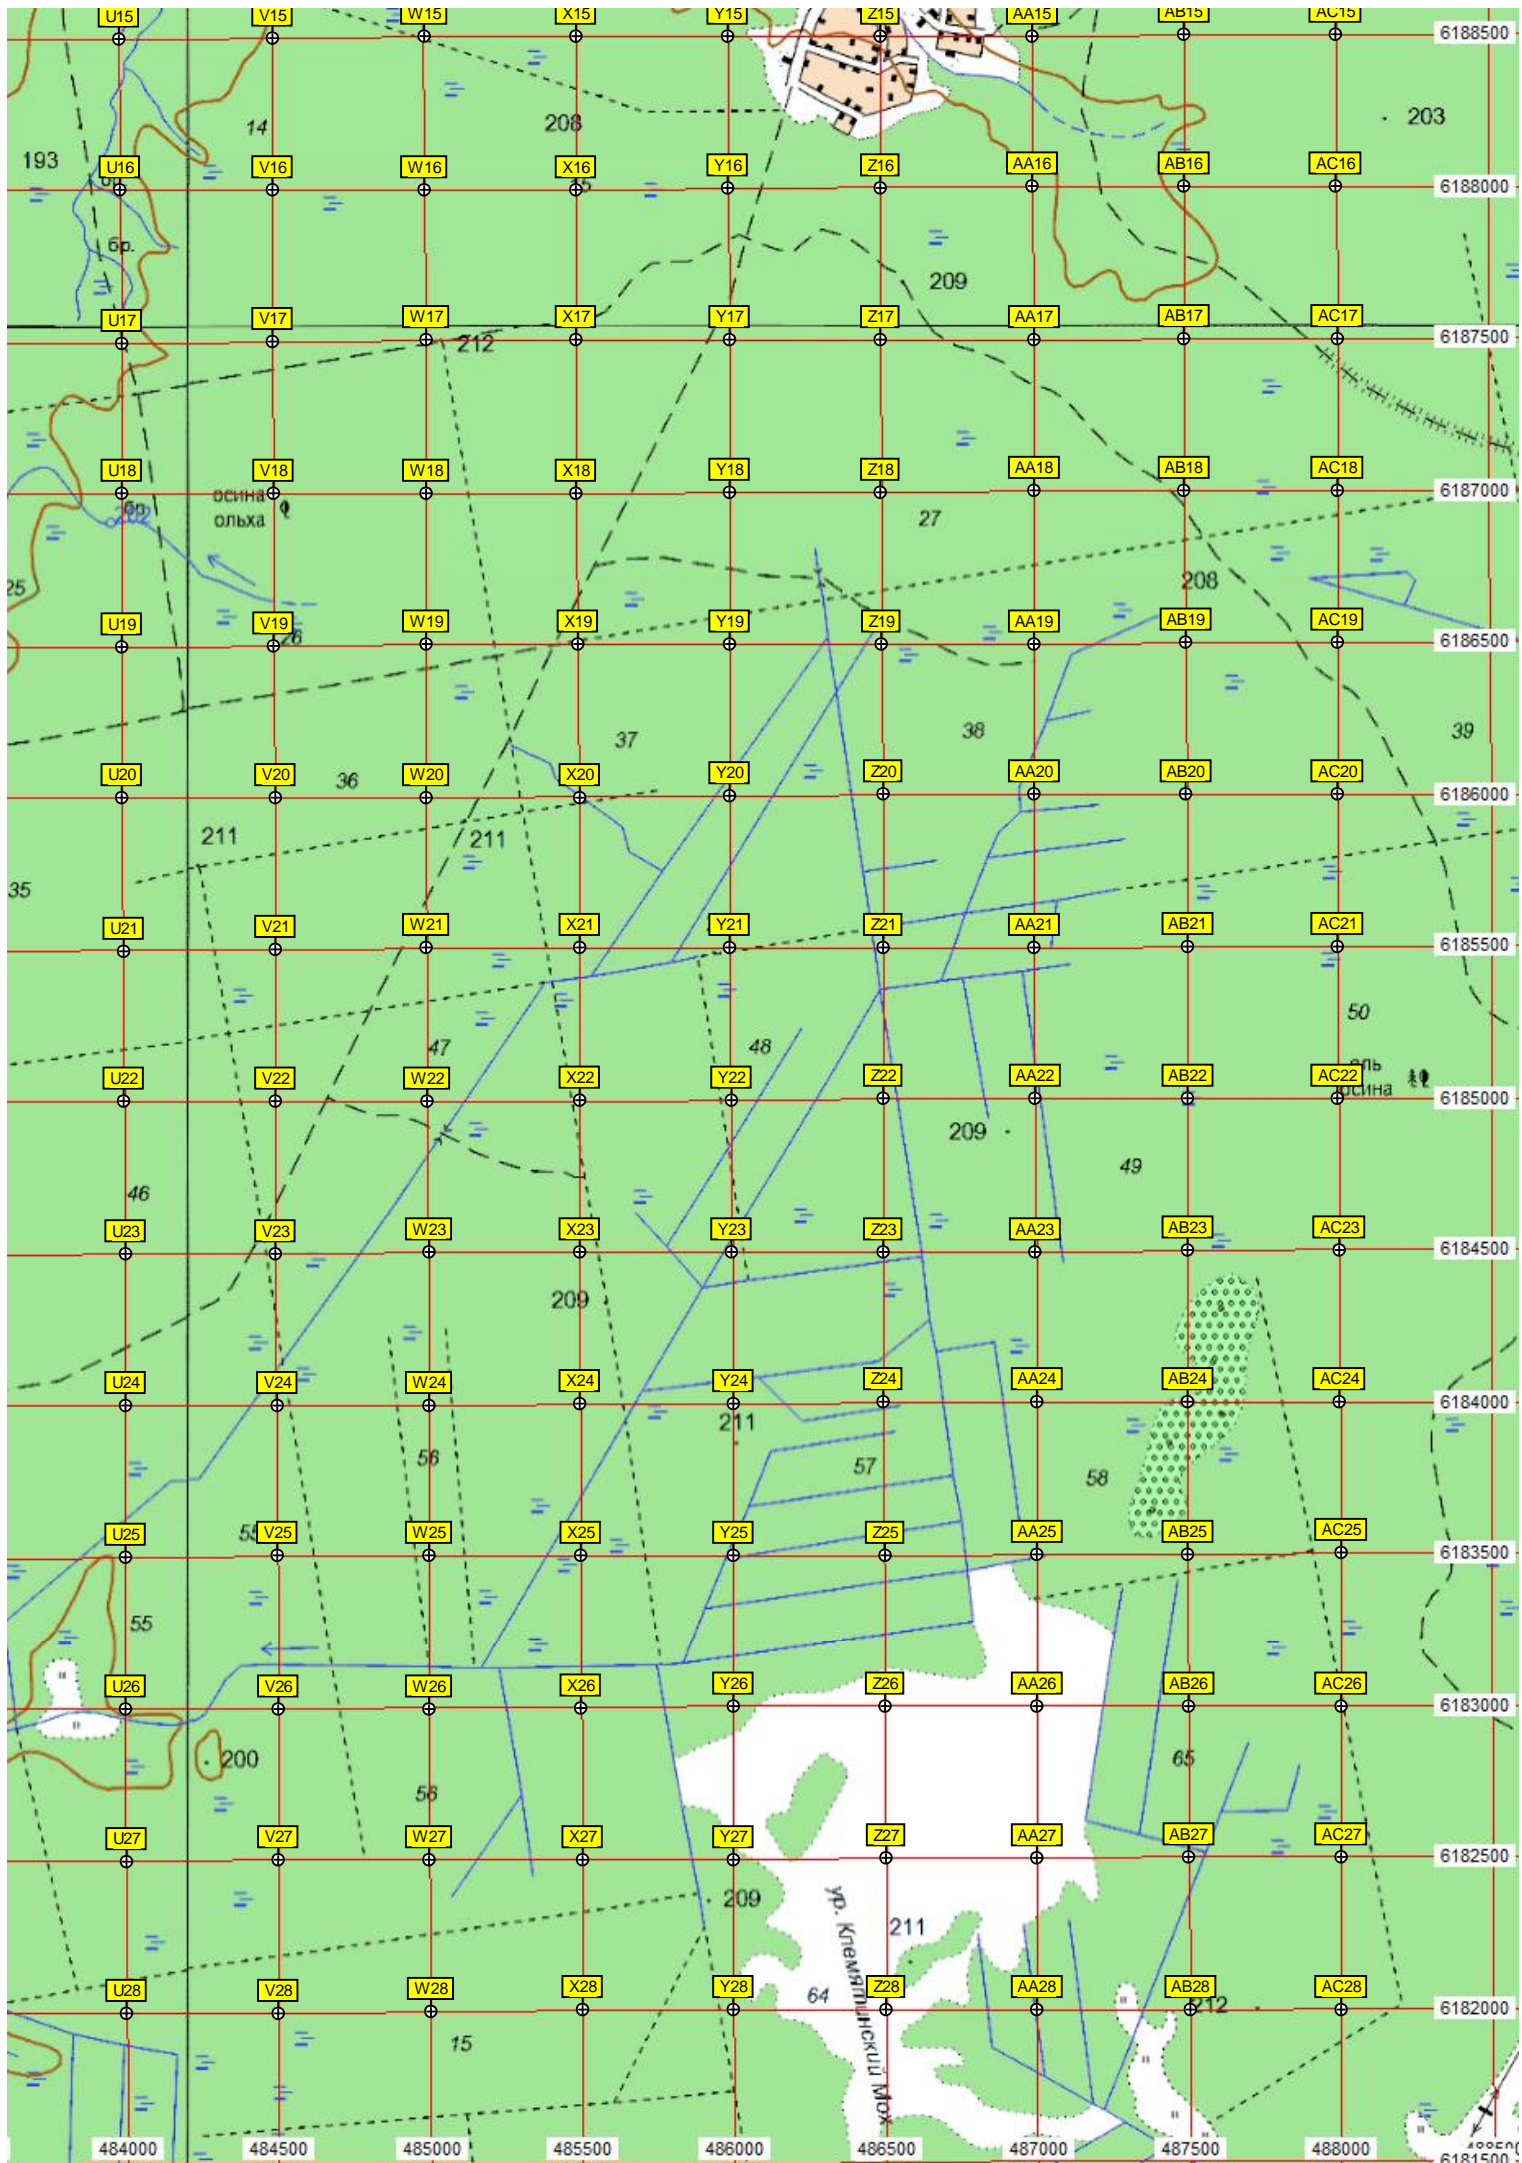 U15 V15 W15 X15 Y15 Z15 AA15 AB15 AC15
6188500
14 208 203
193
U16 V16 W16 X16 Y16 Z16 AA16 AB16 AC16
6188000
бр.
209
U17 V17 W17 X17 Y17 Z17 AA17 AB17 AC17
6187500
212
U18 V18 W18 X18 Y18 Z18 AA18 AB18 AC18
6187000
осина
ольха
бр.
202
27
25
208
U19 V19 W19 X19 Y19 Z19 AA19 AB19 AC19
6186500
26
37 38 39
U20 V20 W20 X20 Y20 Z20 AA20 AB20 AC20
36
6186000
211 211
35
U21 V21 W21 X21 Y21 Z21 AA21 AB21 AC21
6185500
50
47 48
U22 V22 W22 X22 Y22 Z22 AA22 AB22 AC22
6185000
осина
209
49
46
U23 V23 W23 X23 Y23 Z23 AA23 AB23 AC23
6184500
209
U24 V24 W24 X24 Y24 Z24 AA24 AB24 AC24
6184000
211
56 57 58
U25 V25 W25 X25 Y25 Z25 AA25 AB25 AC25
6183500
55
55
U26 V26 W26 X26 Y26 Z26 AA26 AB26 AC26
6183000
200
65
56
U27 V27 W27 X27 Y27 Z27 AA27 AB27 AC27
6182500
209
211
ур. Клемятинский Мох
64
U28 V28 W28 X28 Y28 Z28 AA28 AB28 AC28
6182000
212
15
484000 484500 485000 485500 486000 486500 487000 487500 488000
6181500